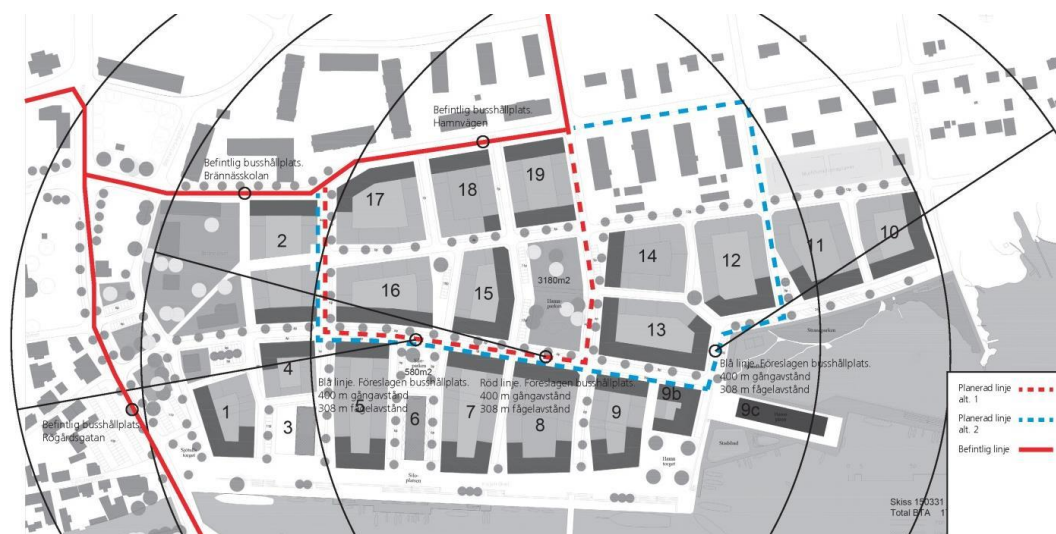 Befintlig busshållplats.
Hamnvägen
Befintlig busshållplats.
Brännässkolan
17
18
19
2
10
11
14
12
3180m2
16
15
13
580m2
Blå linje. Föreslagen busshållplats.
400 m gångavstånd
308 m fågelavstånd
Röd linje. Föreslagen busshållplats.
400 m gångavstånd
308 m fågelavstånd
Blå linje. Föreslagen busshållplats.
400 m gångavstånd
308 m fågelavstånd
4
1
3
5
6
7
8
9
9b
9c
Befintlig busshållplats.
Rögårdsgatan
Stadsbad
Hamn
torget
Planerad linje
alt. 1
Planerad linje
alt. 2
Befintlig linje
Skiss 150331
Total BTA